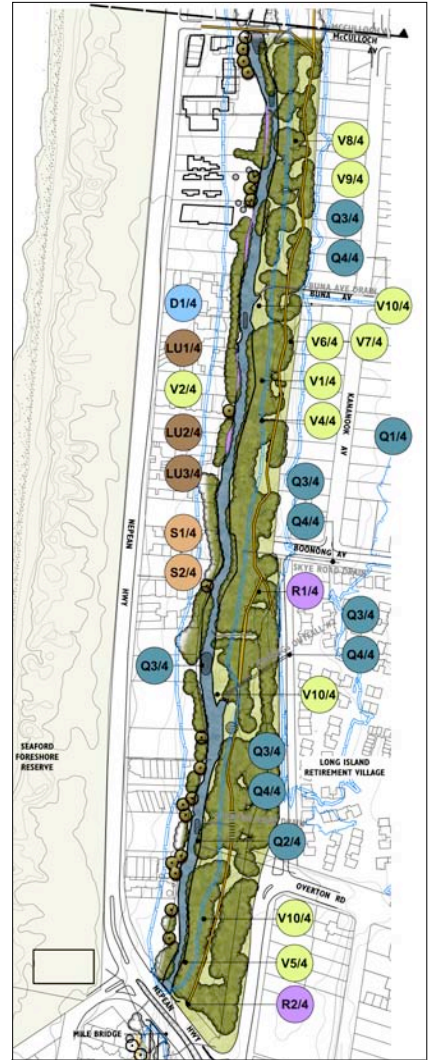 McCULLOCH
AV
V8/4
V9/4
Q3/4
Q4/4
BUNA AVE DRAIN
BUNA AV
D1/4
V10/4
LU1/4
V6/4 V7/4
V2/4
V1/4
KANANOOK AV
LU2/4
V4/4
Q1/4
LU3/4
Q3/4
NEPEAN
HWY
Q4/4
S1/4
BOONONG AV
SKYE ROAD DRAIN
S2/4
R1/4
Q3/4
Q3/4
Q4/4
V10/4
SEAFORD
FORESHORE
RESERVE
Q3/4
LONG ISLAND
RETIREMENT VILLAGE
Q4/4
Q2/4
OVERTON RD
V10/4
V5/4
R2/4
NEPEAN
HWY
MILE BRIDGE